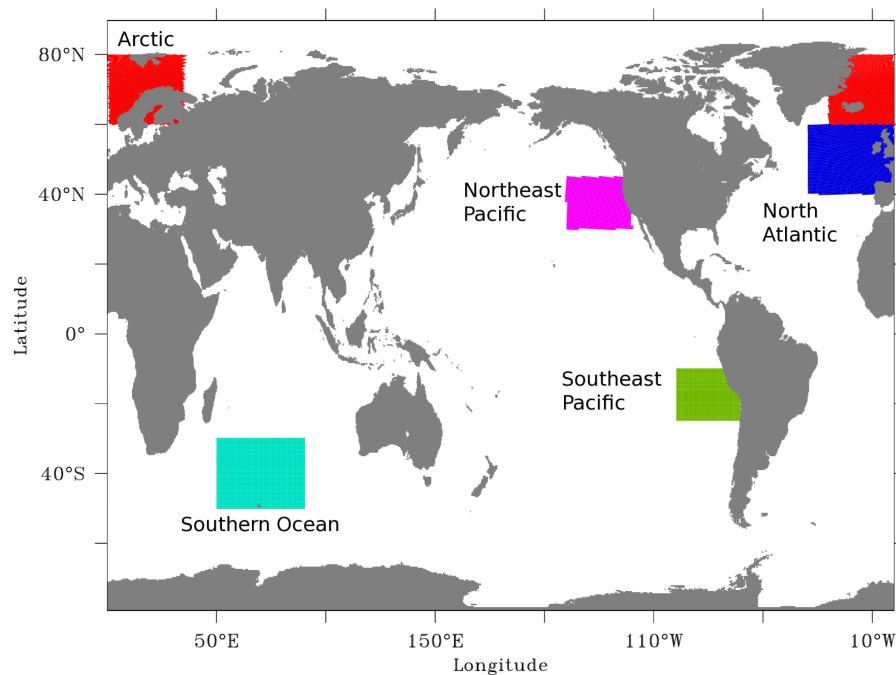 Arctic
80°N
Northeast
Pacific
40°N
North
Atlantic
Latitude
0°
Southeast
Pacific
40°S
Southern Ocean
50°E
150°E
110°W
10°W
Longitude